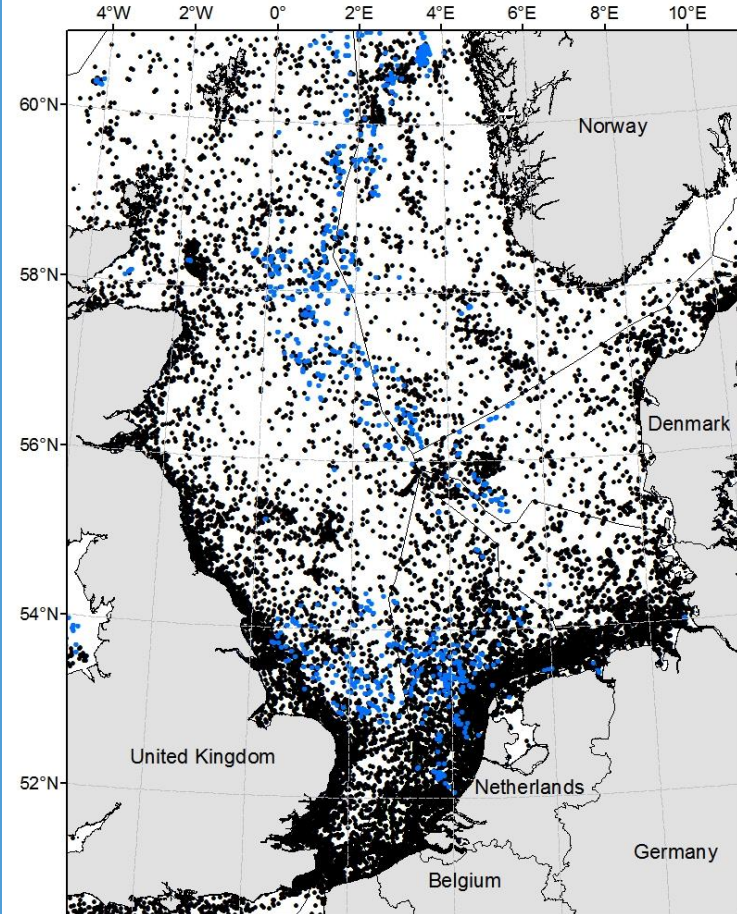 4°W 2°W 0° 2°E 4°E 6°E 8°E 10°E
60°N
Norway
58°N
Denmark
56°N
54°N
United Kingdom
52°N
Netherlands
Germany
Belgium